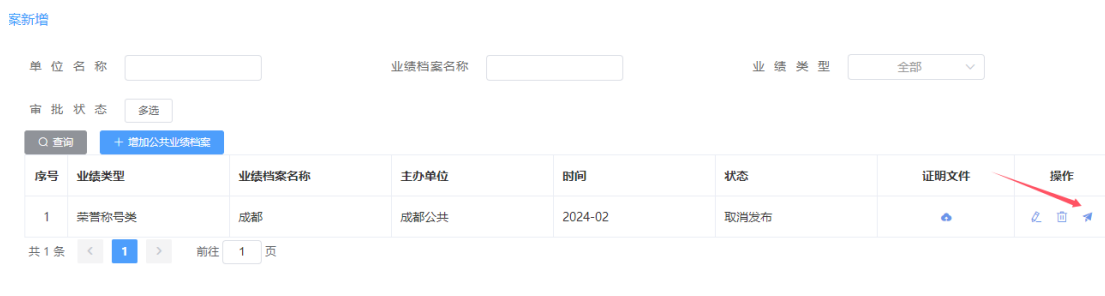 案新增
单位名称 业绩档案名称 业绩类型 全部
审批状态 多选
查询 + 增加公共业绩档案
序号 业绩类型 业绩档案名称 主办单位 时间 状态 证明文件 操作
1 荣誉称号类 成都 成都公共 2024-02 取消发布
共 1 条 < 1 > 前往 1 页